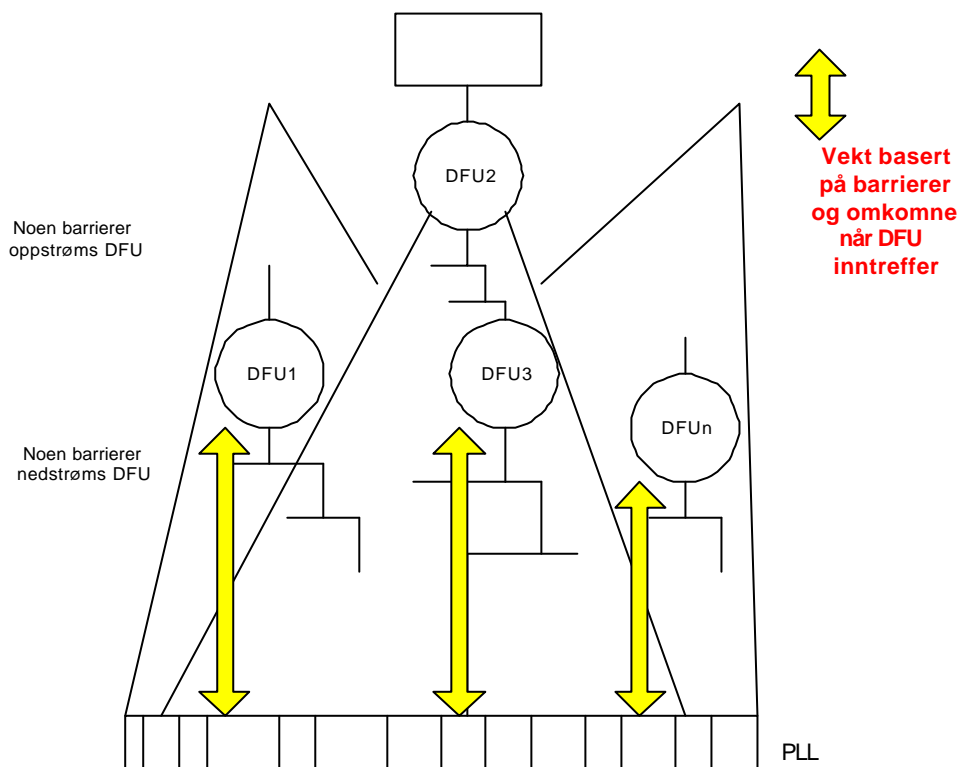 DFU2
Vekt basert
på barrierer
og omkomne
når DFU
inntreffer
Noen barrierer
oppstrøms DFU
DFU1
DFU3
DFUn
Noen barrierer
nedstrøms DFU
PLL